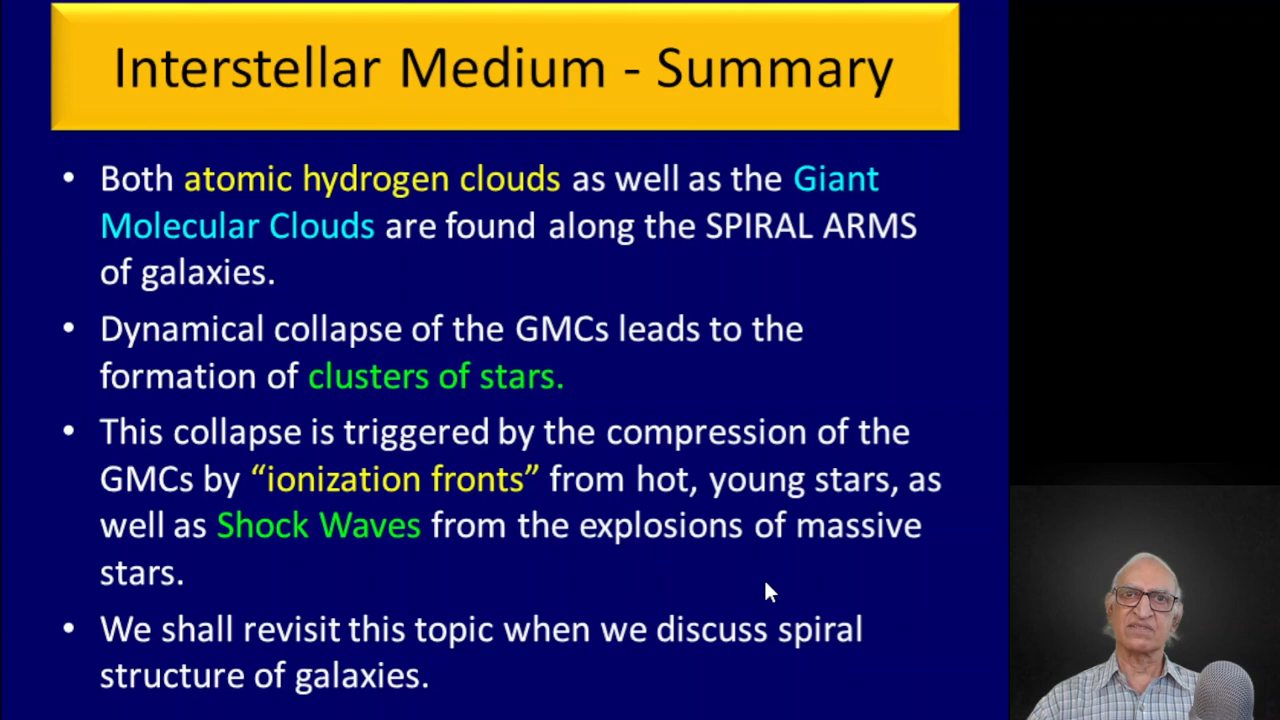 Interstellar Medium - Summary
• Both atomic hydrogen clouds as well as the Giant
Molecular Clouds are found along the SPIRAL ARMS
of galaxies.
• Dynamical collapse of the GMCs leads to the
formation of clusters of stars.
• This collapse is triggered by the compression of the
GMCs by “ionization fronts” from hot, young stars, as
well as Shock Waves from the explosions of massive
stars.
• We shall revisit this topic when we discuss spiral
structure of galaxies.